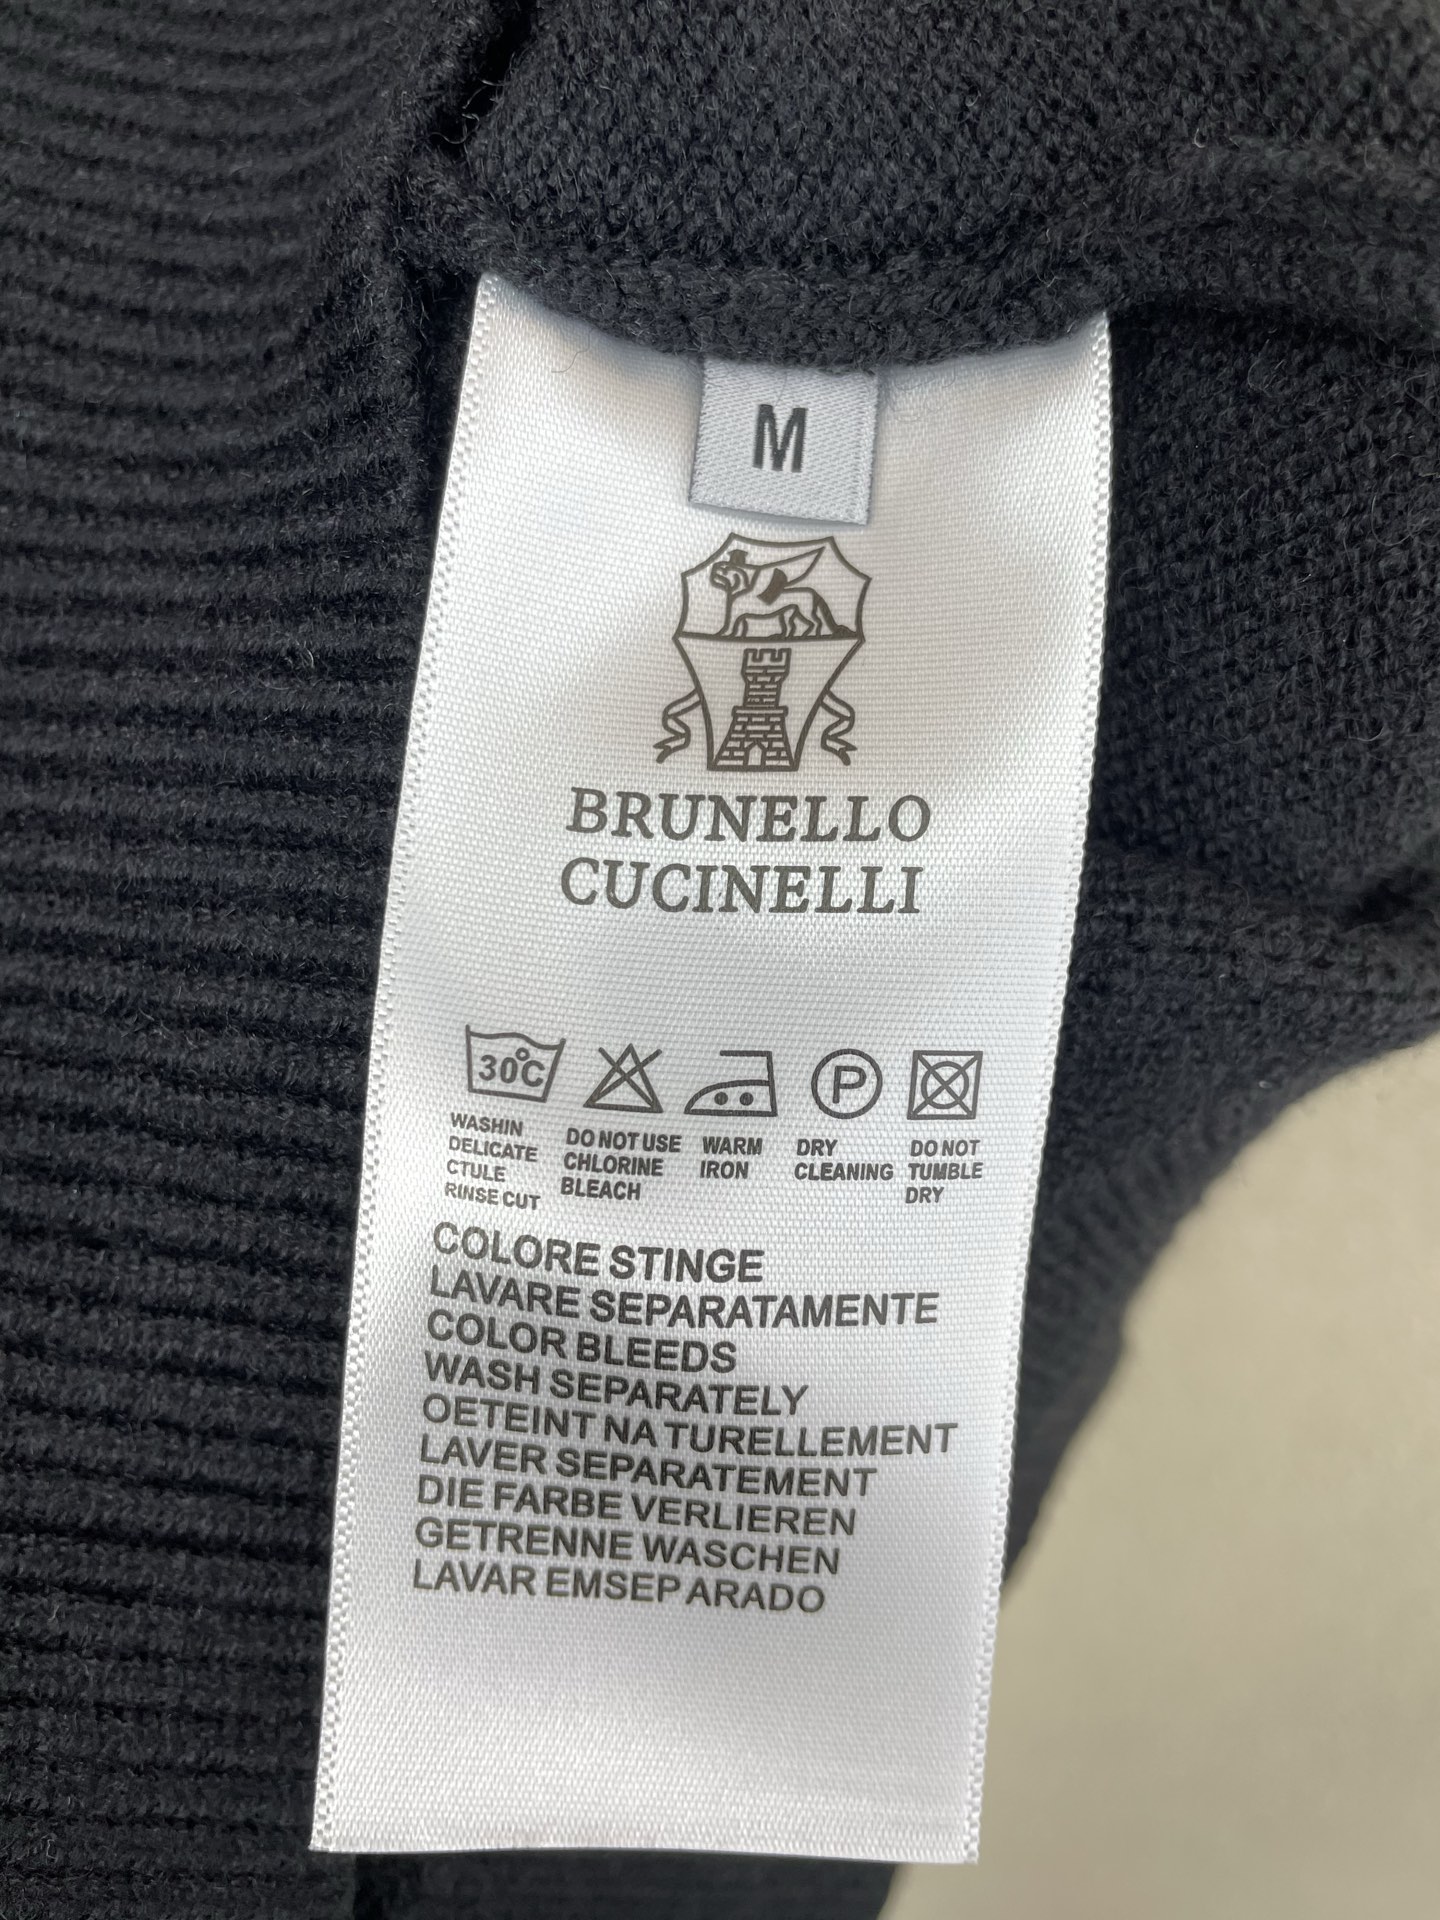 M
BRUNELLO
CUCINELLI
30°C
P
WASHIN
DELICATE
CTULE
RINSE CUT
DO NOT USE
CHLORINE
BLEACH
WARM
IRON
DRY
CLEANING
DO NOT
TUMBLE
DRY
COLORE STINGE
LAVARE SEPARATAMENTE
COLOR BLEEDS
WASH SEPARATELY
OETEINT NA TURELLEMENT
LAVER SEPARATEMENT
DIE FARBE VERLIEREN
GETRENNE WASCHEN
LAVAR EMSEP ARADO